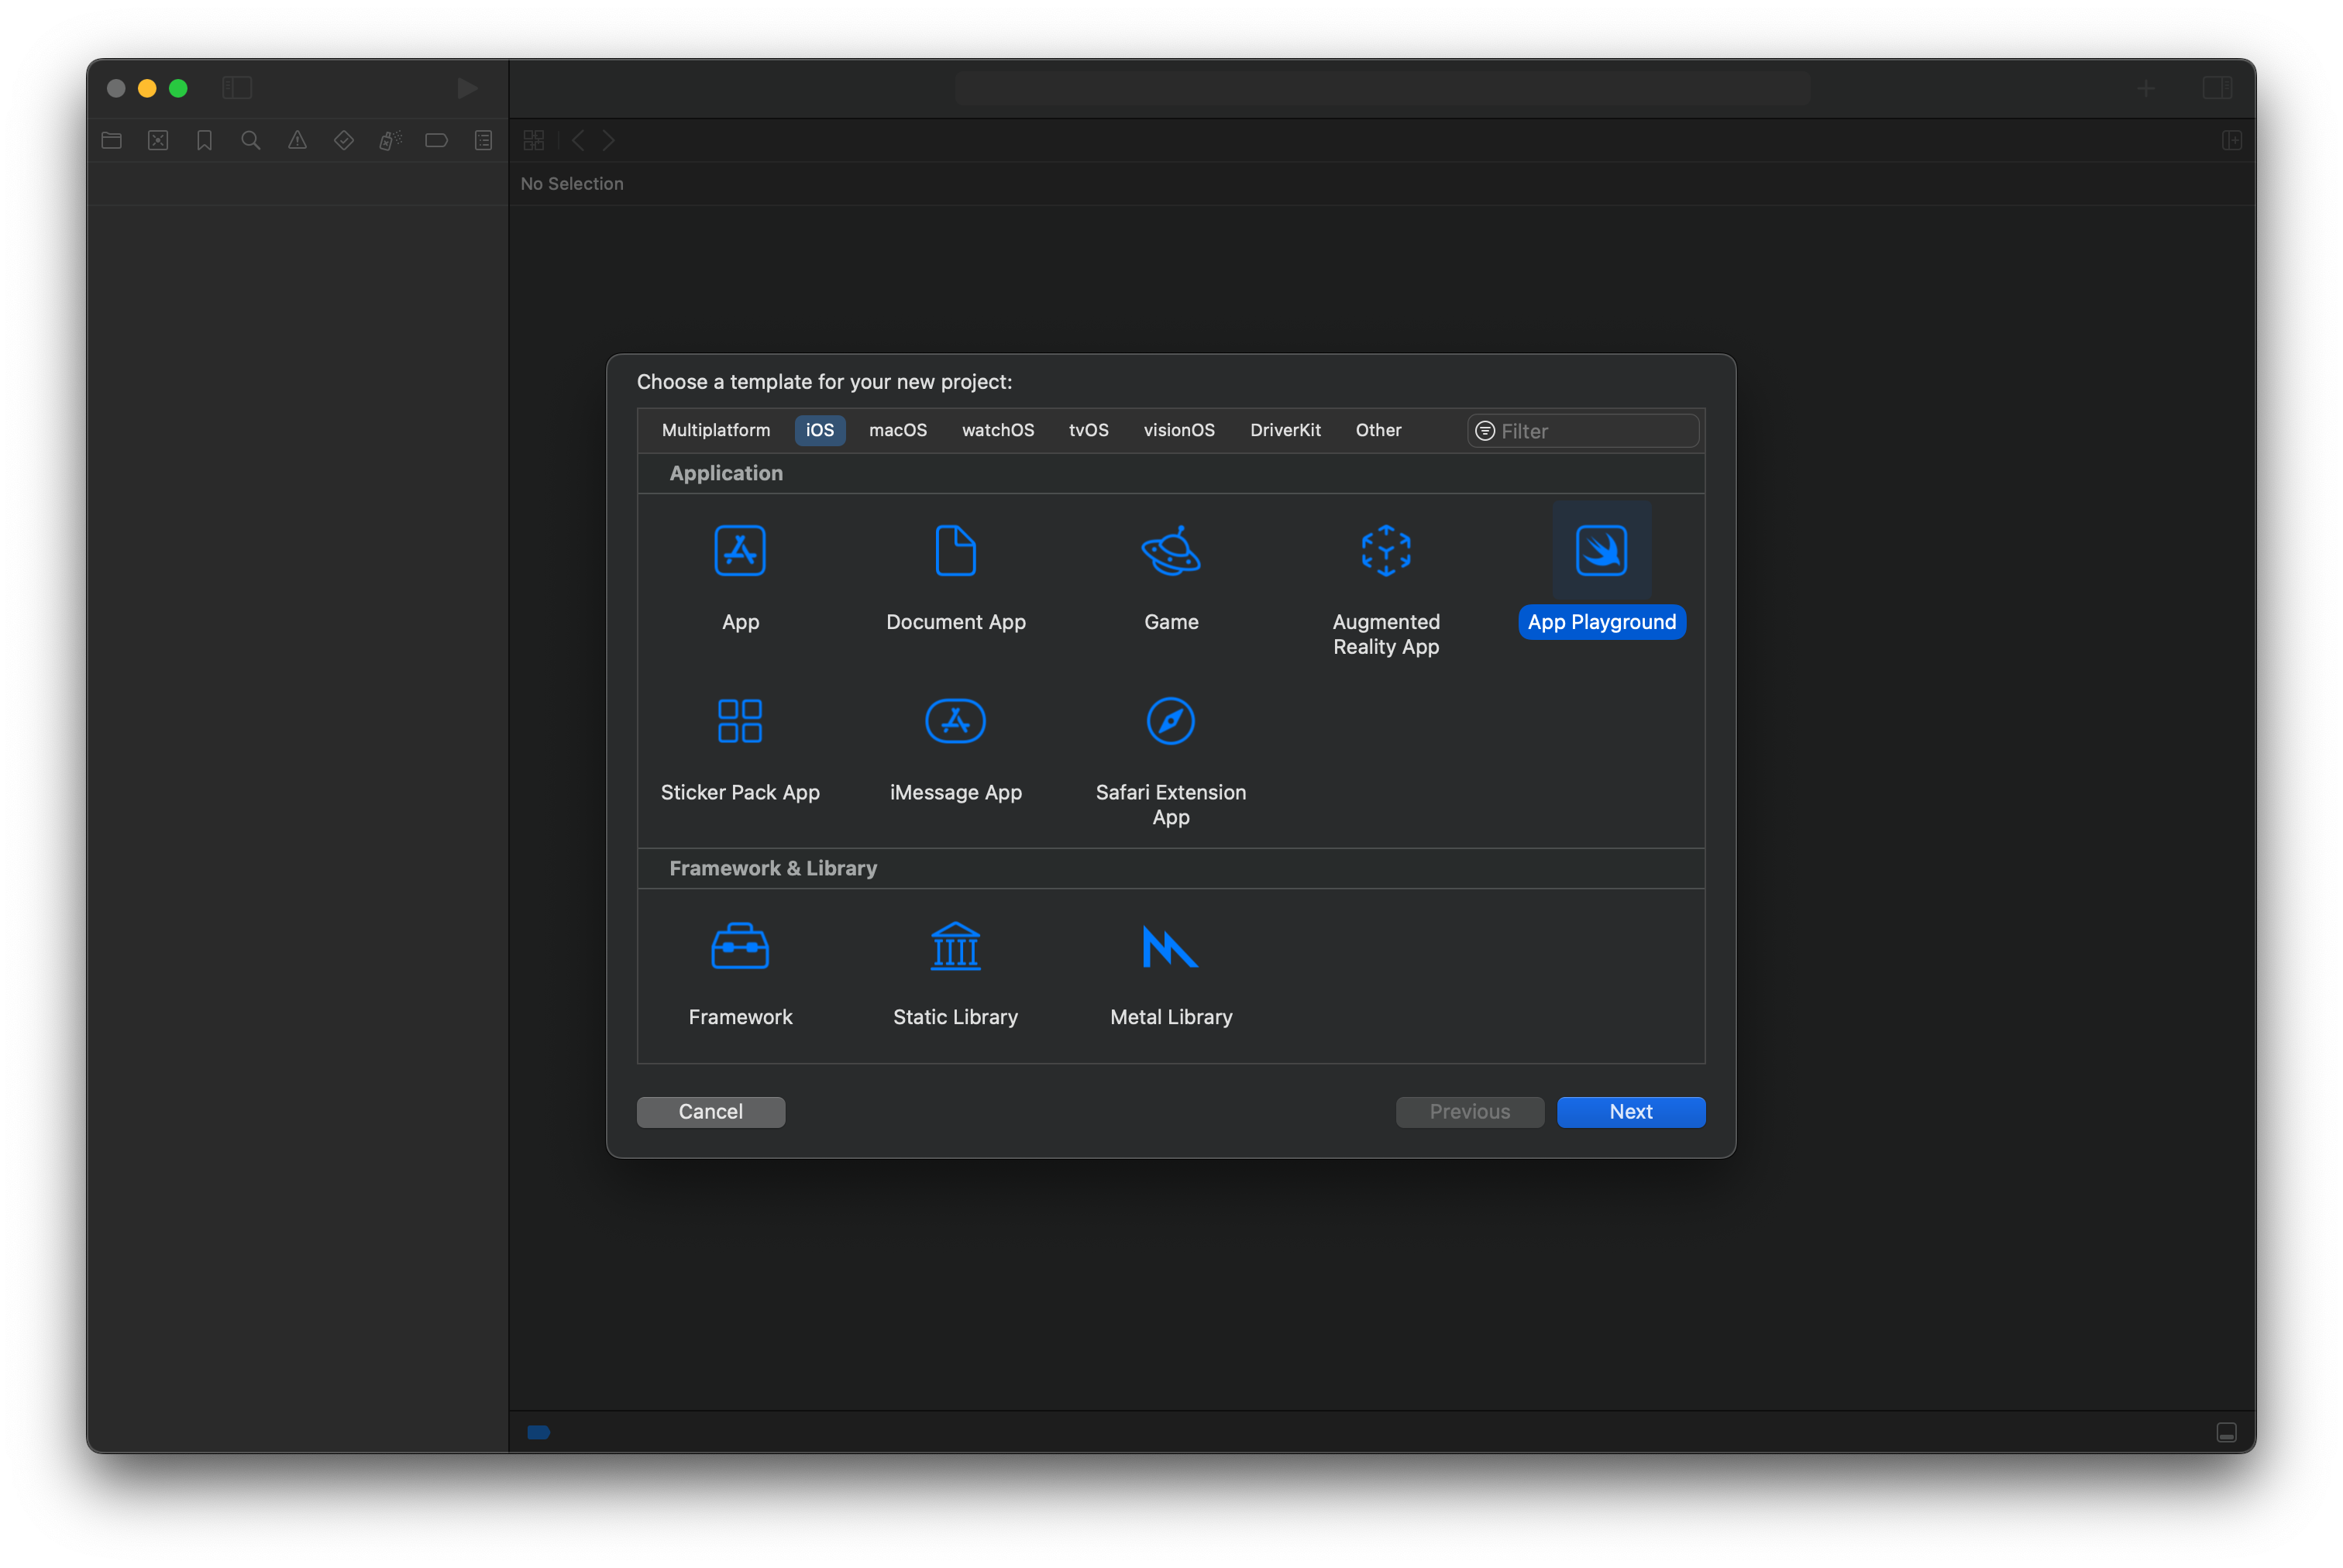 No Selection
Choose a template for your new project:
Multiplatform iOS macOS watchOS tvOS visionOS DriverKit Other Filter
Application
App Document App Game Augmented Reality App App Playground
Sticker Pack App iMessage App Safari Extension App
Framework & Library
Framework Static Library Metal Library
Cancel Previous Next